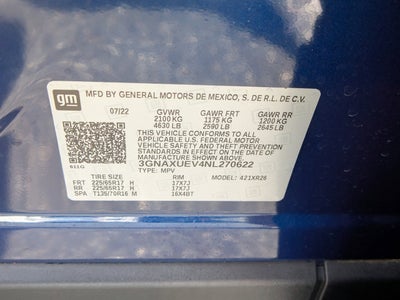 gm
MFD BY GENERAL MOTORS DE MEXICO, S. DE R.L. DE C.V.
07/22 GVWR GAWR FRT GAWR RR
2100 KG 1175 KG 1200 KG
4630 LB 2590 LB 2645 LB
THIS VEHICLE CONFORMS TO ALL APPLICABLE
U.S. FEDERAL MOTOR VEHICLE SAFETY, BUMPER, AND
THEFT PREVENTION STANDARDS IN EFFECT ON THE
DATE OF MANUFACTURE SHOWN ABOVE.
3GNAXUEV4NL270622
TYPE: MPV
TIRE SIZE RIM 4Z1XR26
FRT 225/65R17 H 17X7J
RR 225/65R17 H 17X7J
SPA T135/70R16 M 16X4BT